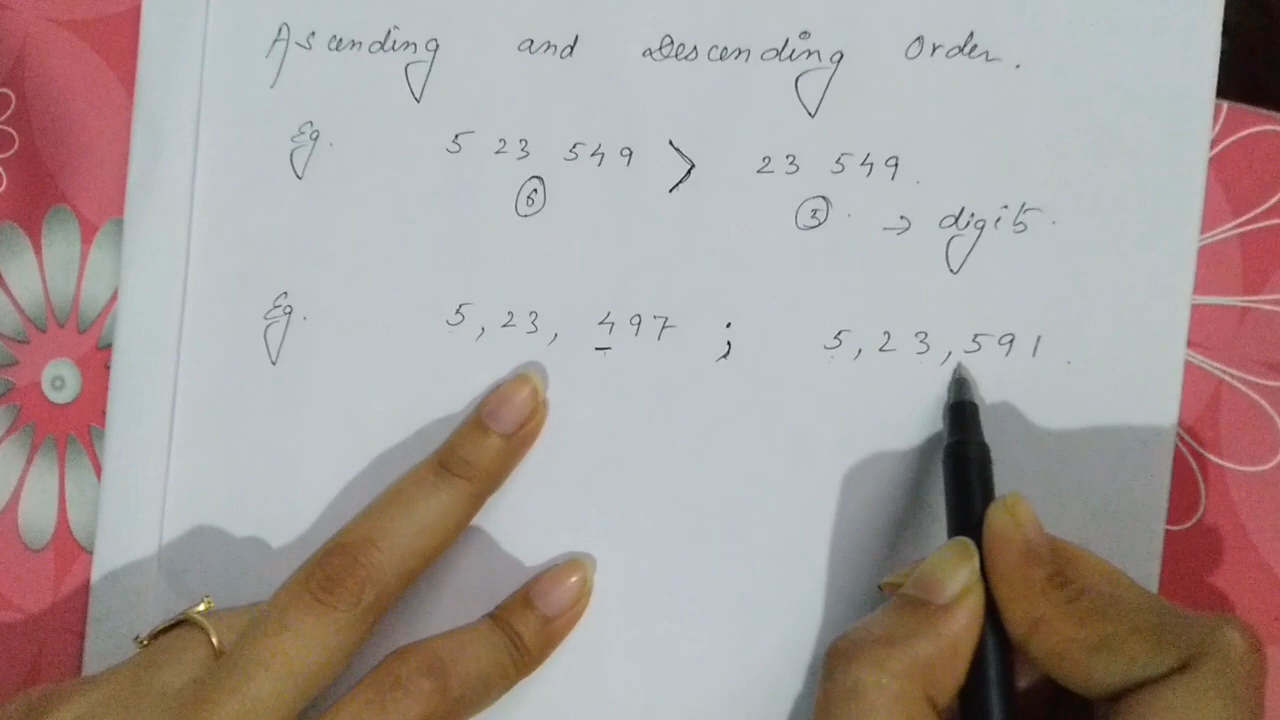 Ascending and Descending Order.
Eg. 5 23 549 > 23 549.
6 5 → digits.
Eg. 5,23,497 ; 5,23,591.